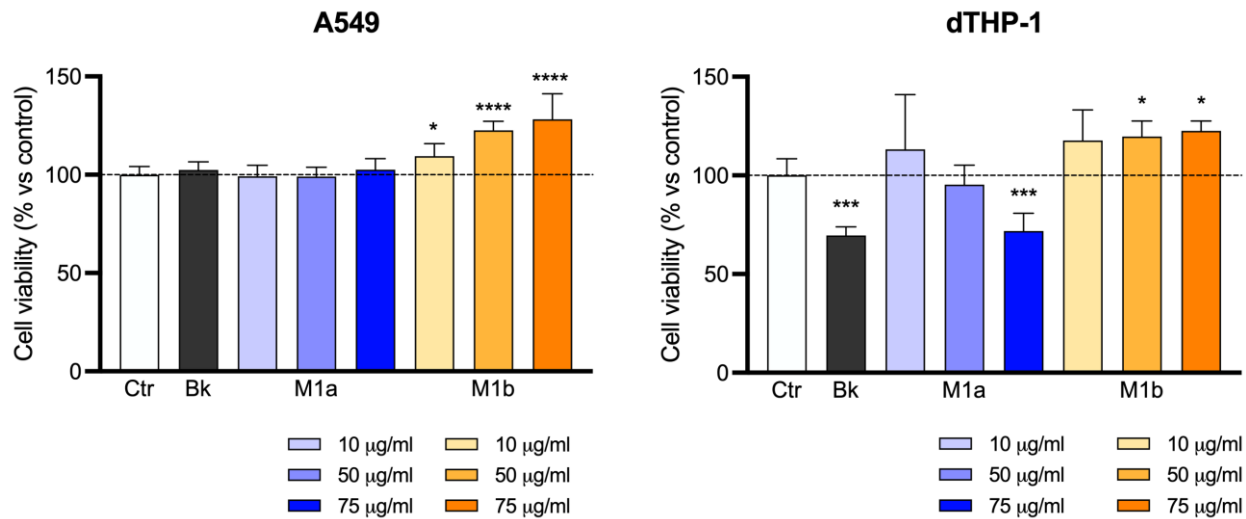 A549
Cell viability (% vs control)
150
100
50
0
*
****
****
Ctr Bk M1a M1b
10 μg/ml 10 μg/ml
50 μg/ml 50 μg/ml
75 μg/ml 75 μg/ml
dTHP-1
Cell viability (% vs control)
150
100
50
0
***
***
*
*
Ctr Bk M1a M1b
10 μg/ml 10 μg/ml
50 μg/ml 50 μg/ml
75 μg/ml 75 μg/ml